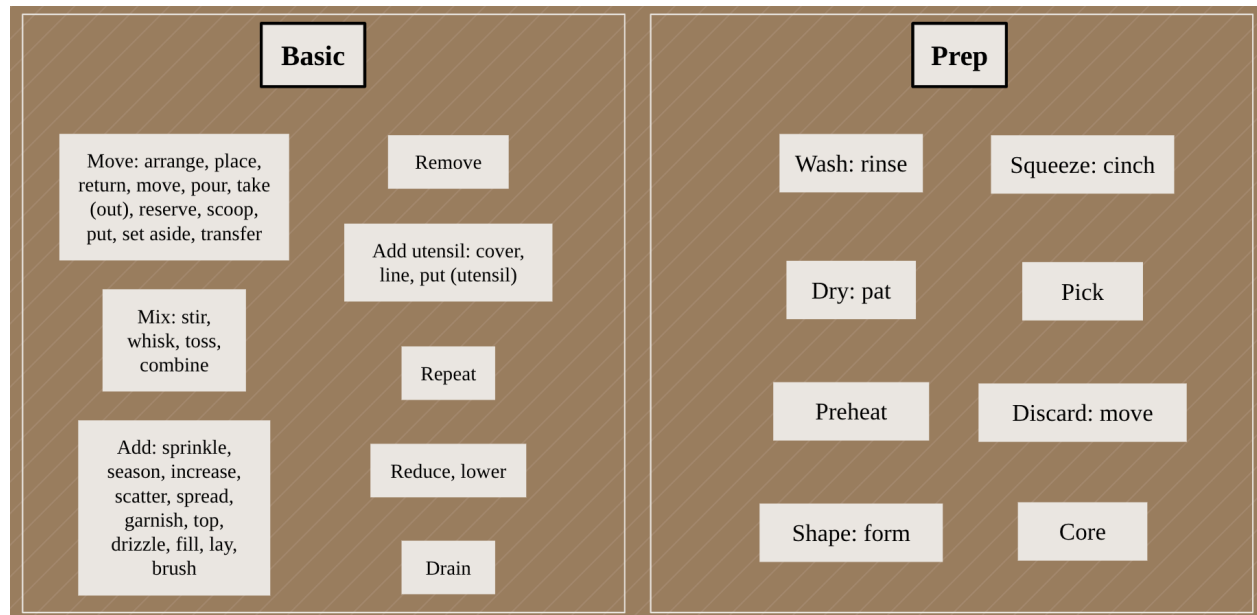 Basic
Move: arrange, place,
return, move, pour, take
(out), reserve, scoop,
put, set aside, transfer
Mix: stir,
whisk, toss,
combine
Add: sprinkle,
season, increase,
scatter, spread,
garnish, top,
drizzle, fill, lay,
brush
Remove
Add utensil: cover,
line, put (utensil)
Repeat
Reduce, lower
Drain
Prep
Wash: rinse
Dry: pat
Preheat
Shape: form
Squeeze: cinch
Pick
Discard: move
Core